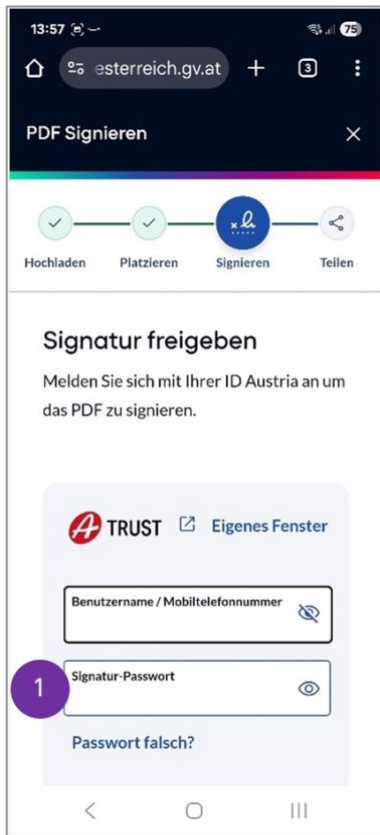 13:57
75
esterreich.gv.at
3
PDF Signieren
Hochladen Platzieren Signieren Teilen
Signatur freigeben
Melden Sie sich mit Ihrer ID Austria an um
das PDF zu signieren.
A TRUST Eigenes Fenster
Benutzername / Mobiltelefonnummer
1
Signatur-Passwort
Passwort falsch?